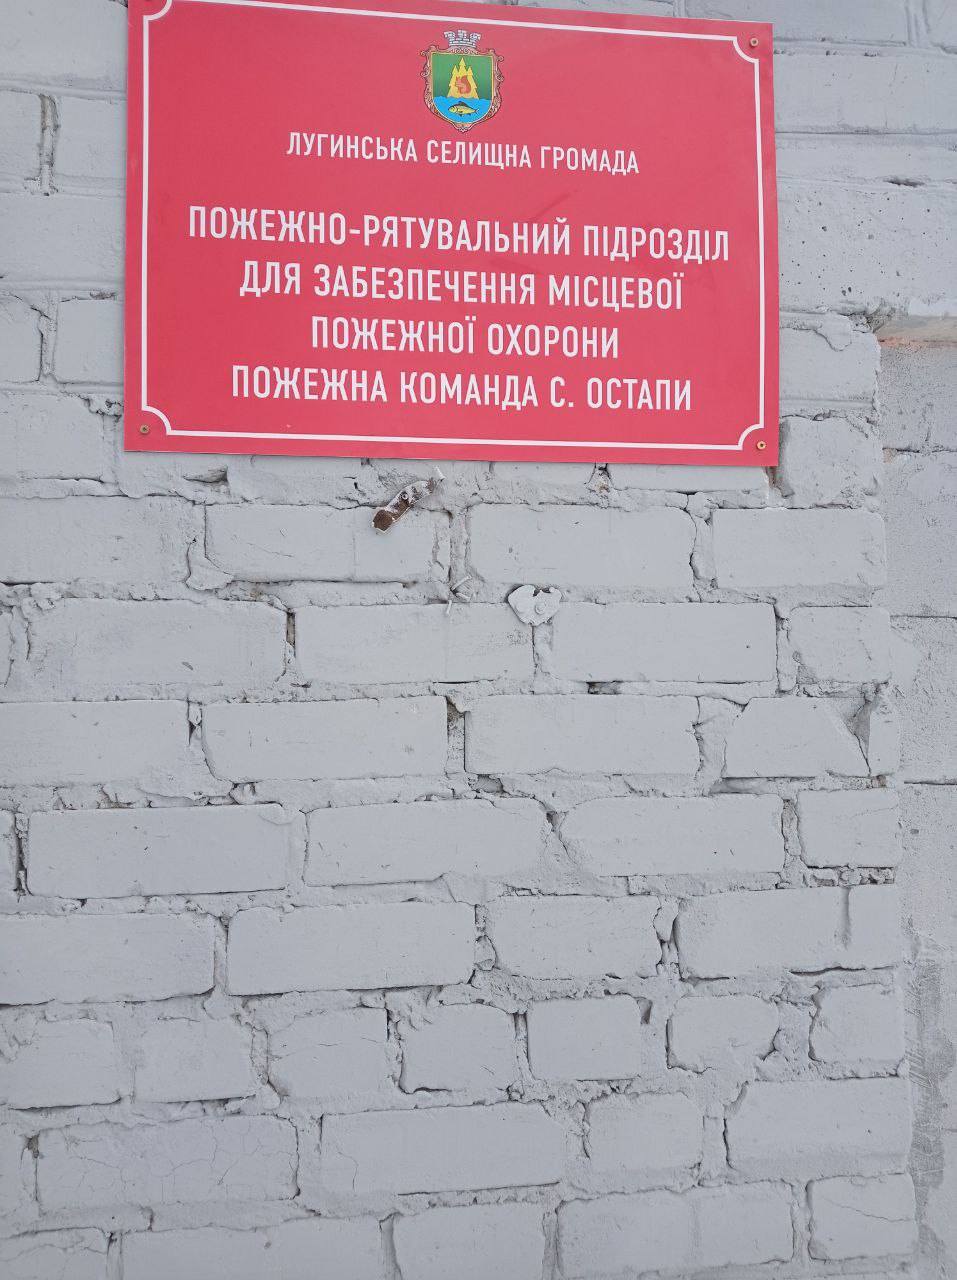 ЛУГИНСЬКА СЕЛИЩНА ГРОМАДА
ПОЖЕЖНО-РЯТУВАЛЬНИЙ ПІДРОЗДІЛ
ДЛЯ ЗАБЕЗПЕЧЕННЯ МІСЦЕВОЇ
ПОЖЕЖНОЇ ОХОРОНИ
ПОЖЕЖНА КОМАНДА С. ОСТАПИ